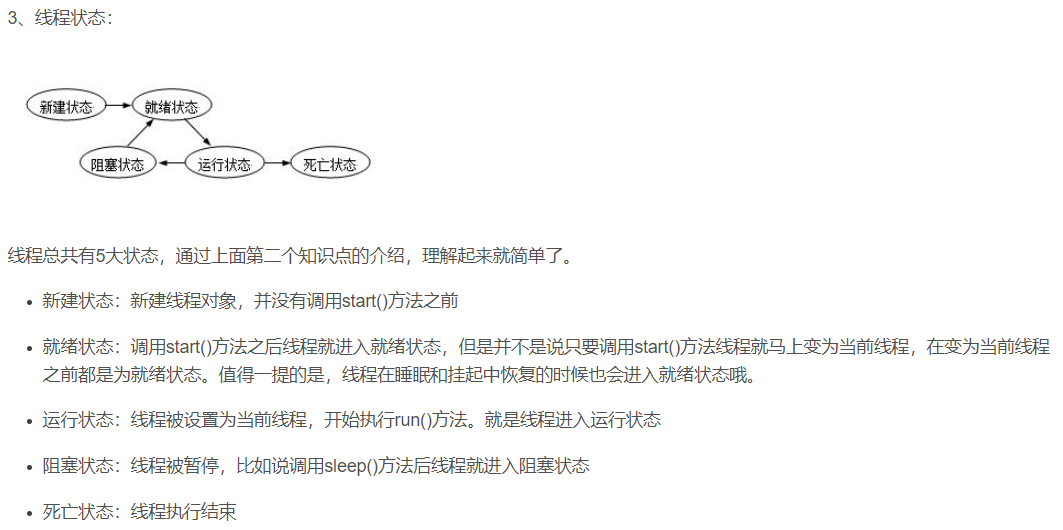 3、线程状态：
新建状态
就绪状态
阻塞状态
运行状态
死亡状态
线程总共有5大状态，通过上面第二个知识点的介绍，理解起来就简单了。
新建状态：新建线程对象，并没有调用start()方法之前
就绪状态：调用start()方法之后线程就进入就绪状态，但是并不是说只要调用start()方法线程就马上变为当前线程，在变为当前线程
之前都是为就绪状态。值得一提的是，线程在睡眠和挂起中恢复的时候也会进入就绪状态哦。
运行状态：线程被设置为当前线程，开始执行run()方法。就是线程进入运行状态
阻塞状态：线程被暂停，比如说调用sleep()方法后线程就进入阻塞状态
死亡状态：线程执行结束